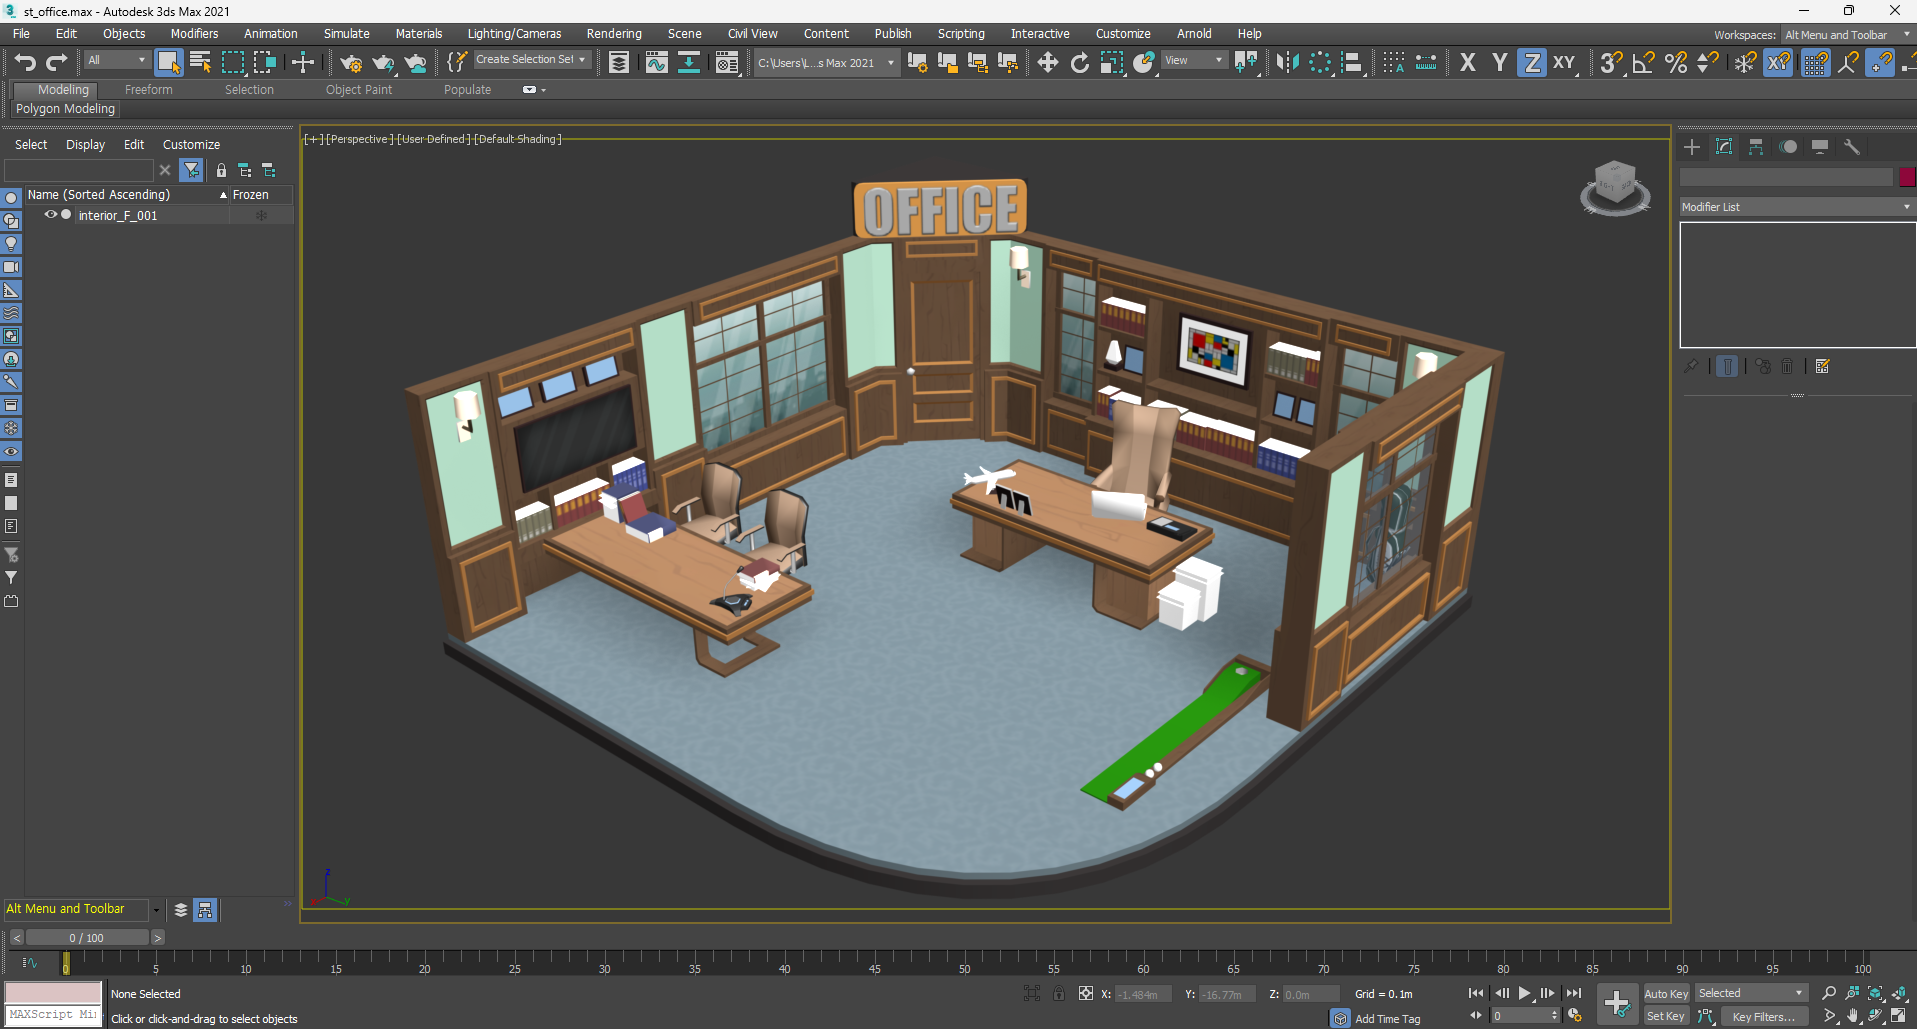 st_office.max - Autodesk 3ds Max 2021
File Edit Objects Modifiers Animation Simulate Materials Lighting/Cameras Rendering Scene Civil View Content Publish Scripting Interactive Customize Arnold Help
Workspaces: Alt Menu and Toolbar
All
Create Selection Set
C:\Users\L...s Max 2021
View
X Y Z XY
Modeling Freeform Selection Object Paint Populate
Polygon Modeling
Select Display Edit Customize
[+] [Perspective] [User Defined] [Default Shading]
Name (Sorted Ascending) Frozen
interior_F_001
Modifier List
OFFICE
Alt Menu and Toolbar
0 / 100
0 5 10 15 20 25 30 35 40 45 50 55 60 65 70 75 80 85 90 95 100
None Selected
X: -1.484m Y: -16.77m Z: 0.0m Grid = 0.1m
Auto Key Selected
MAXScript Mi
Click or click-and-drag to select objects
Add Time Tag
0
Set Key Key Filters...